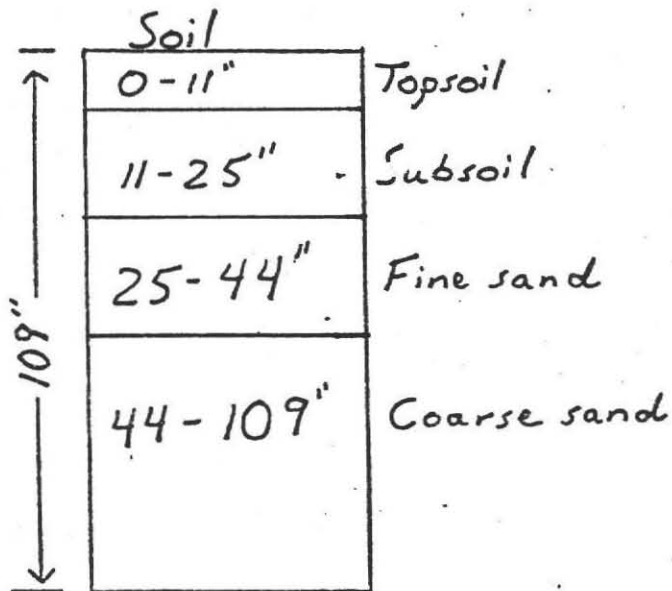 Soil
0-11" Topsoil
11-25" Subsoil
25-44" Fine sand
109"
44-109" Coarse sand